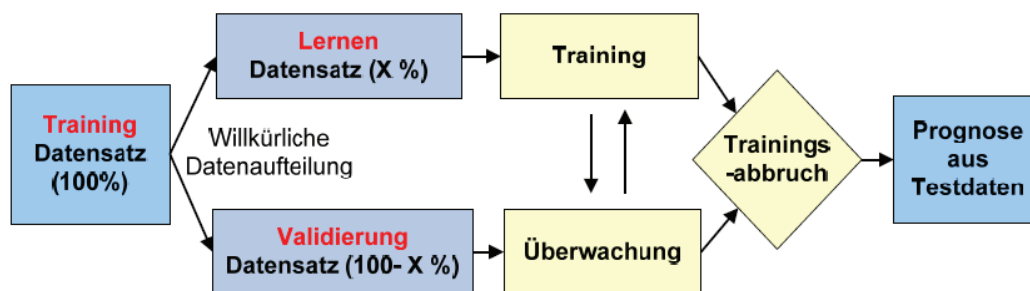 Training
Datensatz
(100%)
Willkürliche
Datenaufteilung
Lernen
Datensatz (X %)
Training
Validierung
Datensatz (100- X %)
Überwachung
Trainings
-abbruch
Prognose
aus
Testdaten